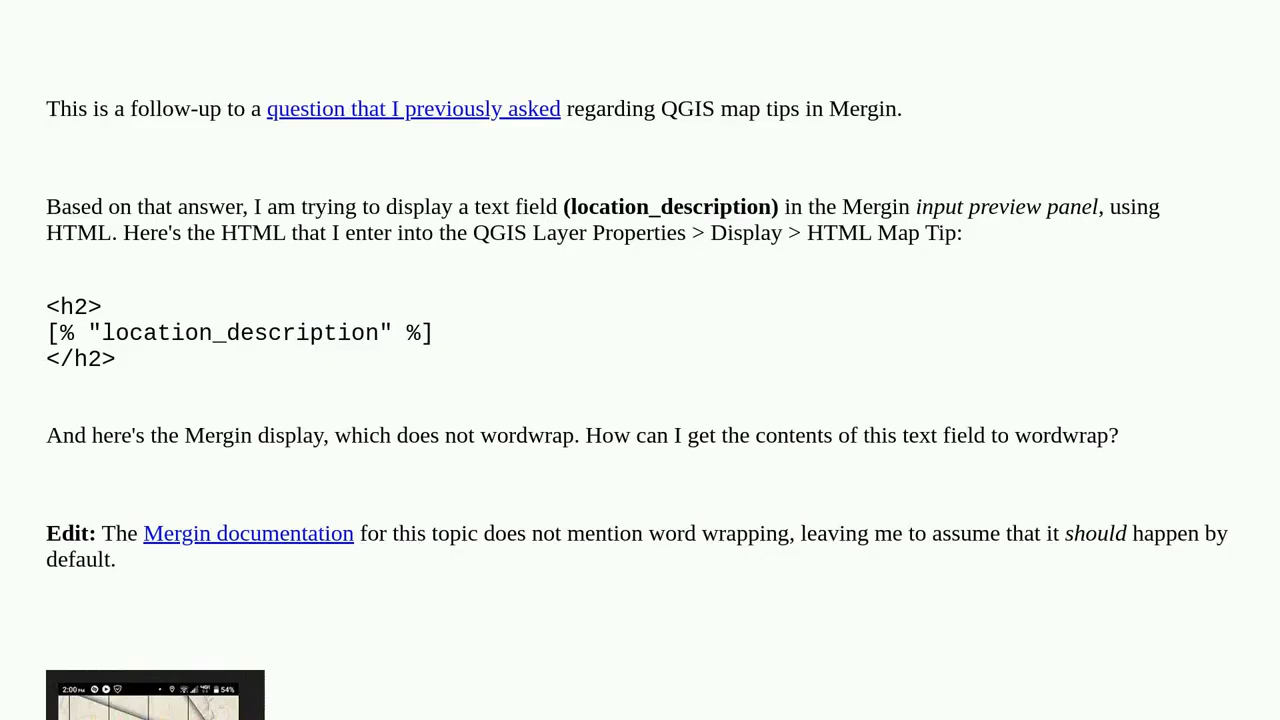 This is a follow-up to a question that I previously asked regarding QGIS map tips in Mergin.
Based on that answer, I am trying to display a text field (location_description) in the Mergin input preview panel, using
HTML. Here's the HTML that I enter into the QGIS Layer Properties > Display > HTML Map Tip:
<h2>
[% "location_description" %]
</h2>
And here's the Mergin display, which does not wordwrap. How can I get the contents of this text field to wordwrap?
Edit: The Mergin documentation for this topic does not mention word wrapping, leaving me to assume that it should happen by
default.
2:00 PM 54%